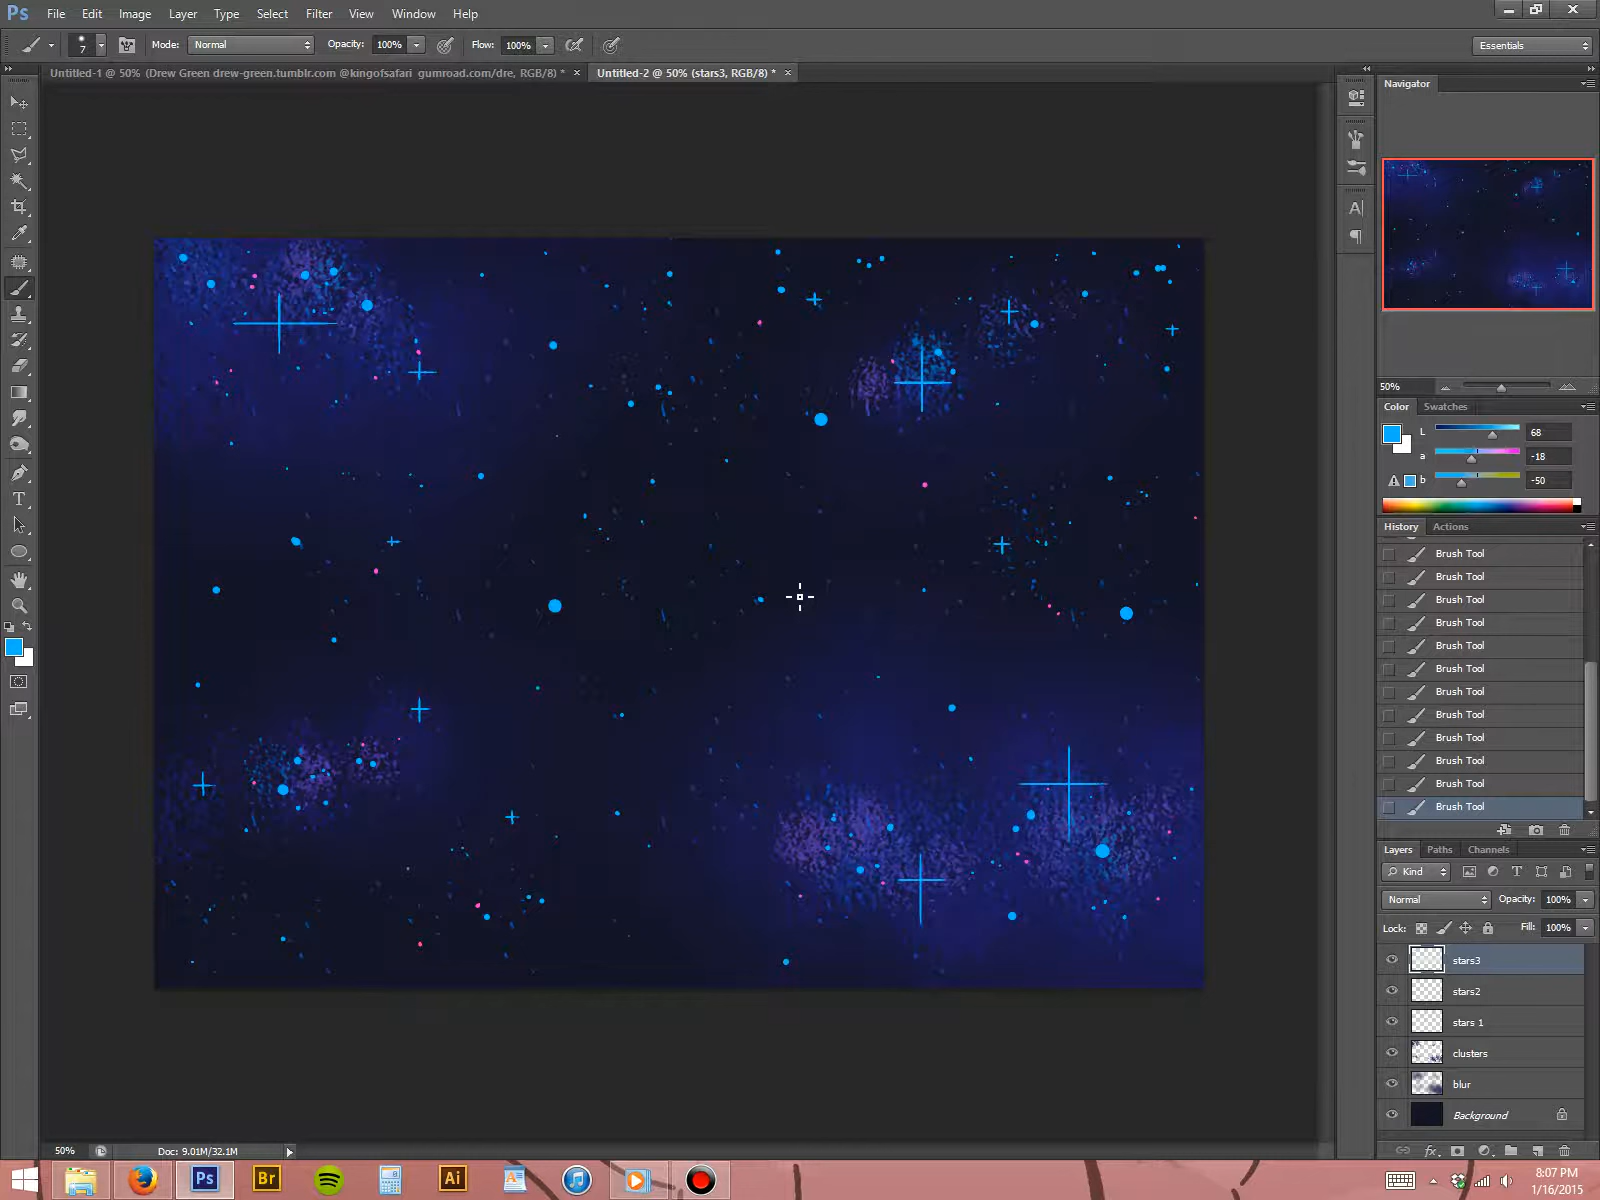 Ps File Edit Image Layer Type Select Filter View Window Help
7 Mode: Normal Opacity: 100% Flow: 100% Essentials
Untitled-1 @ 50% (Drew Green drew-green.tumblr.com @kingofsafari gumroad.com/dre, RGB/8) * × Untitled-2 @ 50% (stars3, RGB/8) * ×
Navigator
50%
Color Swatches
L 68
a -18
b -50
History Actions
Brush Tool
Brush Tool
Brush Tool
Brush Tool
Brush Tool
Brush Tool
Brush Tool
Brush Tool
Brush Tool
Brush Tool
Brush Tool
Brush Tool
Layers Paths Channels
Kind
Normal Opacity: 100%
Lock: Fill: 100%
stars3
stars2
stars 1
clusters
blur
Background
50% Doc: 9.01M/32.1M
Ps Br Ai
8:07 PM
1/16/2015